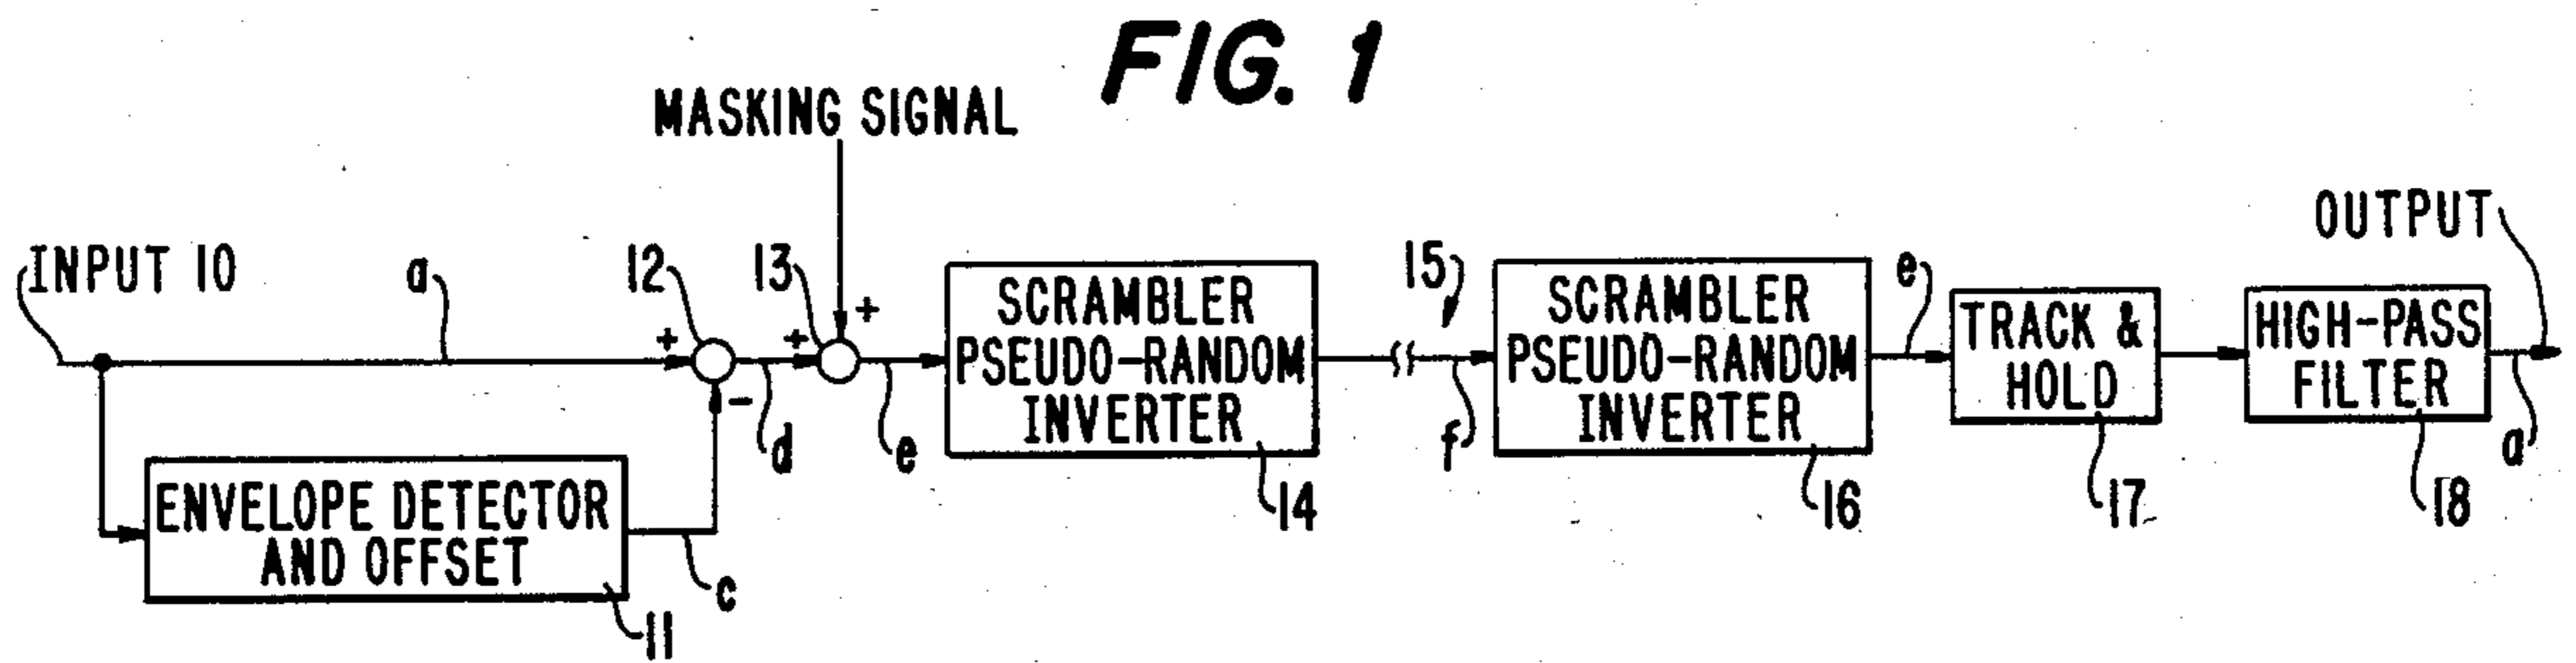 FIG. 1
MASKING SIGNAL
INPUT 10
a
12
+
-
d
13
+
+
e
SCRAMBLER
PSEUDO-RANDOM
INVERTER
14
15
f
SCRAMBLER
PSEUDO-RANDOM
INVERTER
16
e
TRACK &
HOLD
17
HIGH-PASS
FILTER
18
OUTPUT
a
ENVELOPE DETECTOR
AND OFFSET
11
c